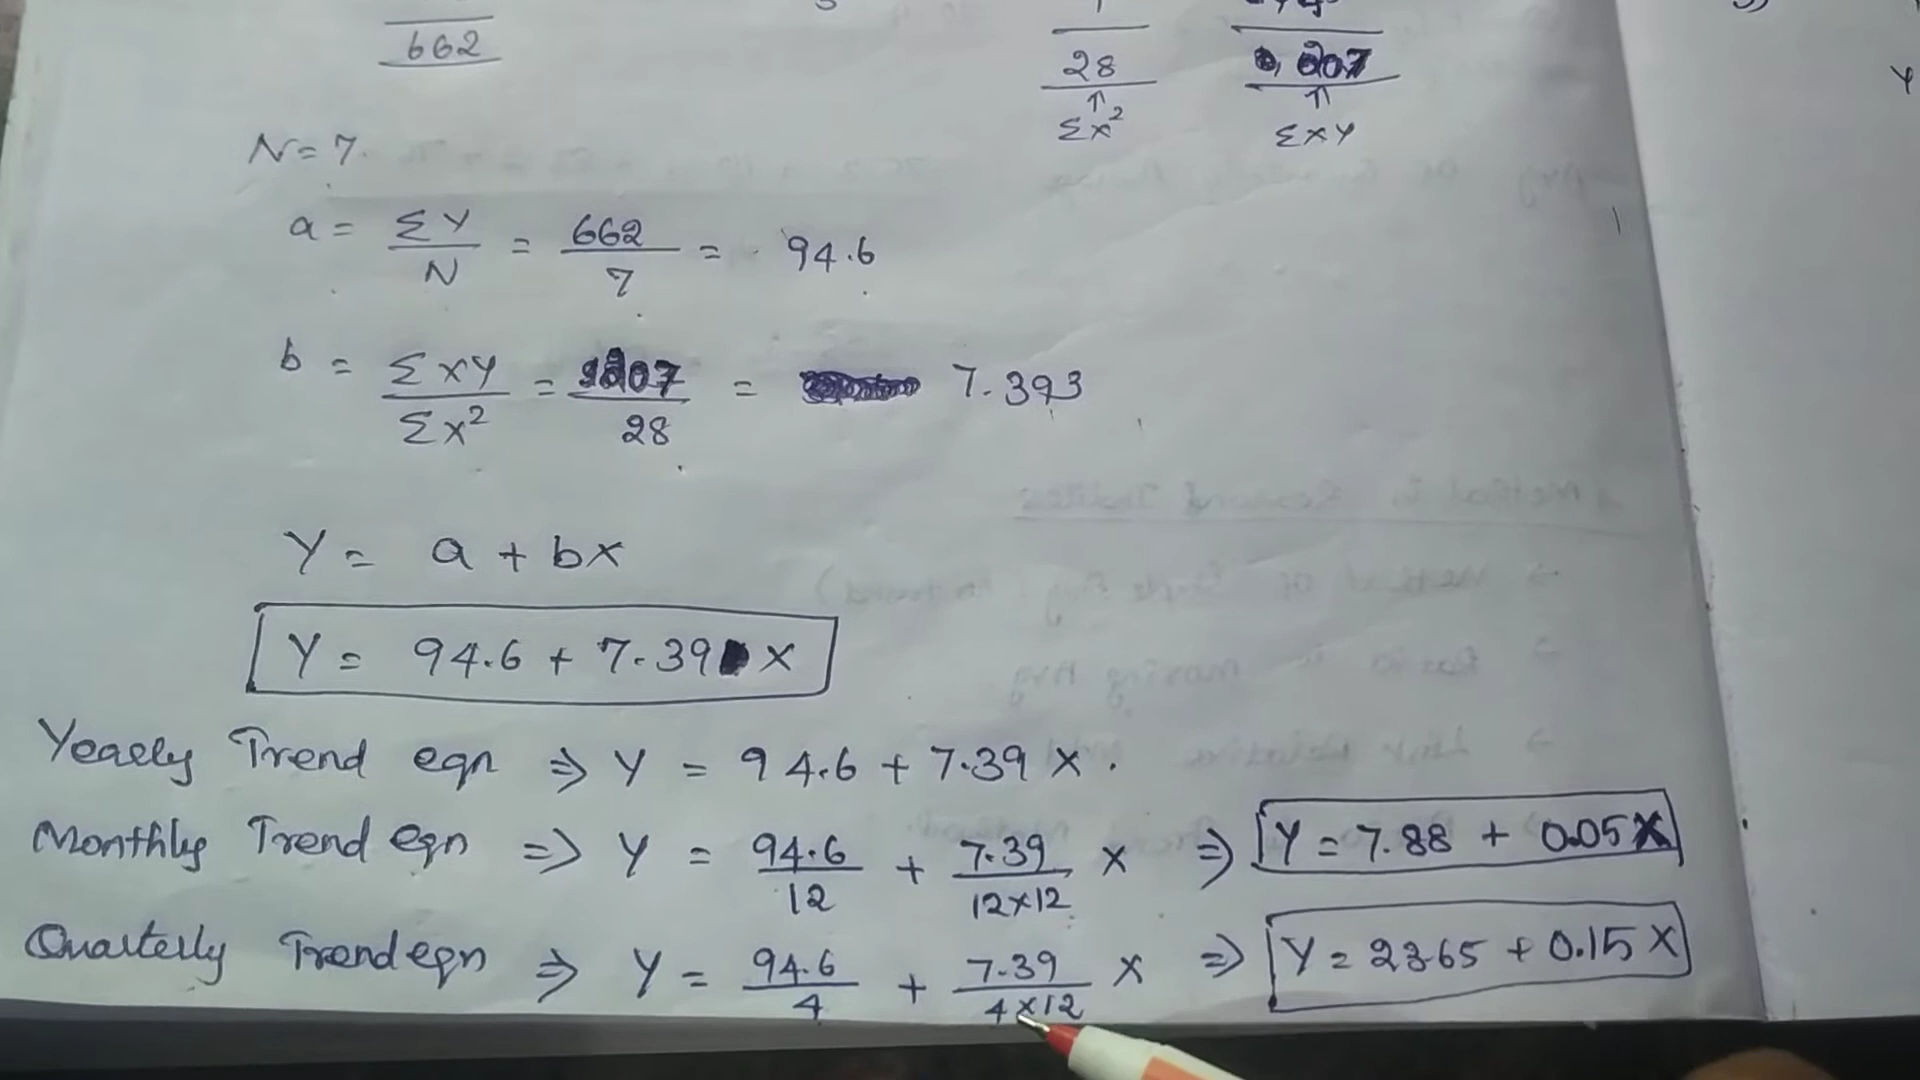 662
28 207
Σx² ΣXY
N = 7.
a = ΣY/N = 662/7 = 94.6
b = ΣXY/ΣX² = 207/28 = 7.393
Y = a + bx
Y = 94.6 + 7.39 x
Yearly Trend eqn ⇒ Y = 94.6 + 7.39 X.
Monthly Trend eqn ⇒ Y = 94.6/12 + 7.39/12×12 X ⇒ Y = 7.88 + 0.05X
Quarterly Trend eqn ⇒ Y = 94.6/4 + 7.39/4×12 X ⇒ Y = 23.65 + 0.15 X
Y